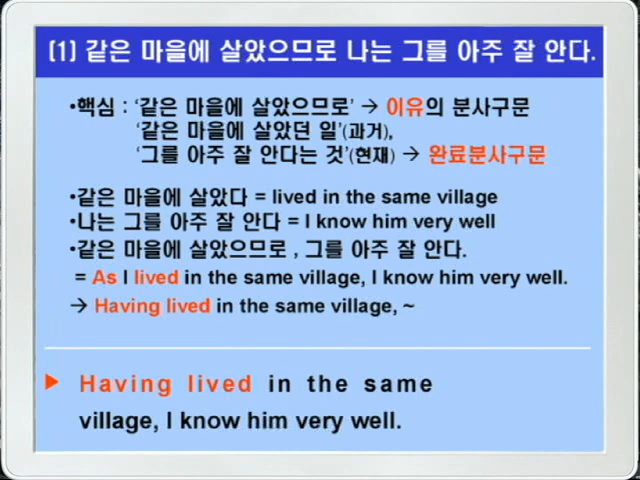 (1) 같은 마을에 살았으므로 나는 그를 아주 잘 안다.
•핵심 : ‘같은 마을에 살았으므로’ → 이유의 분사구문
‘같은 마을에 살았던 일’(과거),
‘그를 아주 잘 안다는 것’(현재) → 완료분사구문
•같은 마을에 살았다 = lived in the same village
•나는 그를 아주 잘 안다 = I know him very well
•같은 마을에 살았으므로 , 그를 아주 잘 안다.
= As I lived in the same village, I know him very well.
→ Having lived in the same village, ~
▶ Having lived in the same
village, I know him very well.